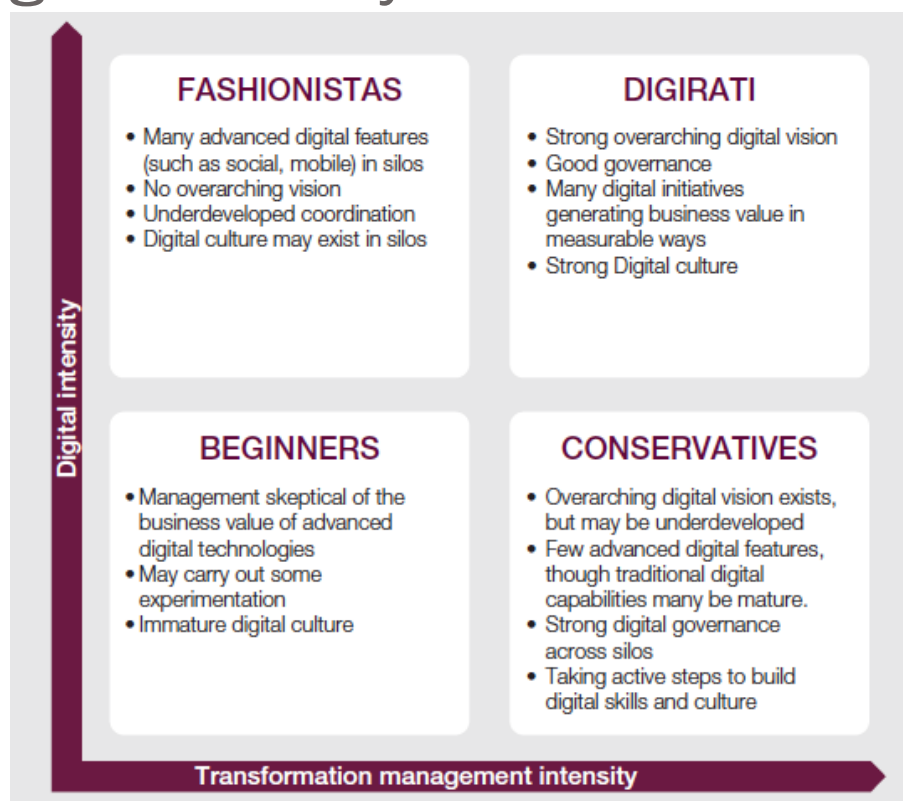 FASHIONISTAS
• Many advanced digital features
(such as social, mobile) in silos
• No overarching vision
• Underdeveloped coordination
• Digital culture may exist in silos
DIGIRATI
• Strong overarching digital vision
• Good governance
• Many digital initiatives
generating business value in
measurable ways
• Strong Digital culture
Digital intensity
BEGINNERS
• Management skeptical of the
business value of advanced
digital technologies
• May carry out some
experimentation
• Immature digital culture
CONSERVATIVES
• Overarching digital vision exists,
but may be underdeveloped
• Few advanced digital features,
though traditional digital
capabilities many be mature.
• Strong digital governance
across silos
• Taking active steps to build
digital skills and culture
Transformation management intensity